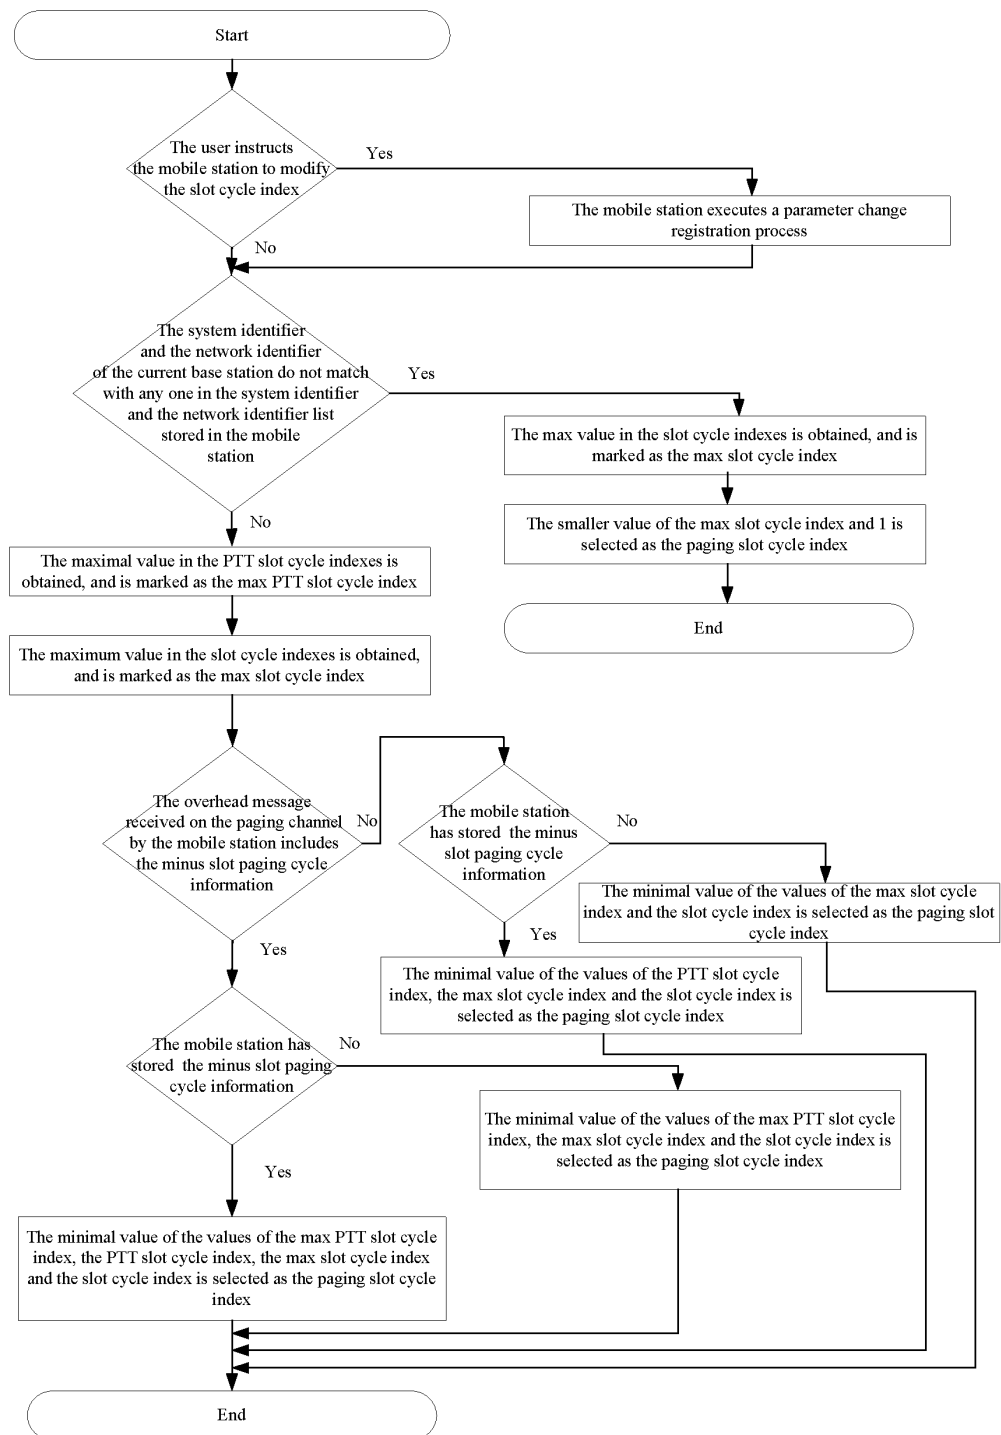 Start
The user instructs
the mobile station to modify
the slot cycle index
Yes
The mobile station executes a parameter change
registration process
No
The system identifier
and the network identifier
of the current base station do not match
with any one in the system identifier
and the network identifier list
stored in the mobile
station
Yes
The max value in the slot cycle indexes is obtained, and is
marked as the max slot cycle index
The smaller value of the max slot cycle index and 1 is
selected as the paging slot cycle index
End
No
The maximal value in the PTT slot cycle indexes is
obtained, and is marked as the max PTT slot cycle index
The maximum value in the slot cycle indexes is obtained,
and is marked as the max slot cycle index
The overhead message
received on the paging channel
by the mobile station includes
the minus slot paging cycle
information
No
The mobile station
has stored the minus
slot paging cycle
information
No
The minimal value of the values of the max slot cycle
index and the slot cycle index is selected as the paging slot
cycle index
Yes
The minimal value of the values of the PTT slot cycle
index, the max slot cycle index and the slot cycle index is
selected as the paging slot cycle index
Yes
The mobile station has
stored the minus slot paging
cycle information
No
The minimal value of the values of the max PTT slot cycle
index, the max slot cycle index and the slot cycle index is
selected as the paging slot cycle index
Yes
The minimal value of the values of the max PTT slot cycle
index, the PTT slot cycle index, the max slot cycle index
and the slot cycle index is selected as the paging slot cycle
index
End